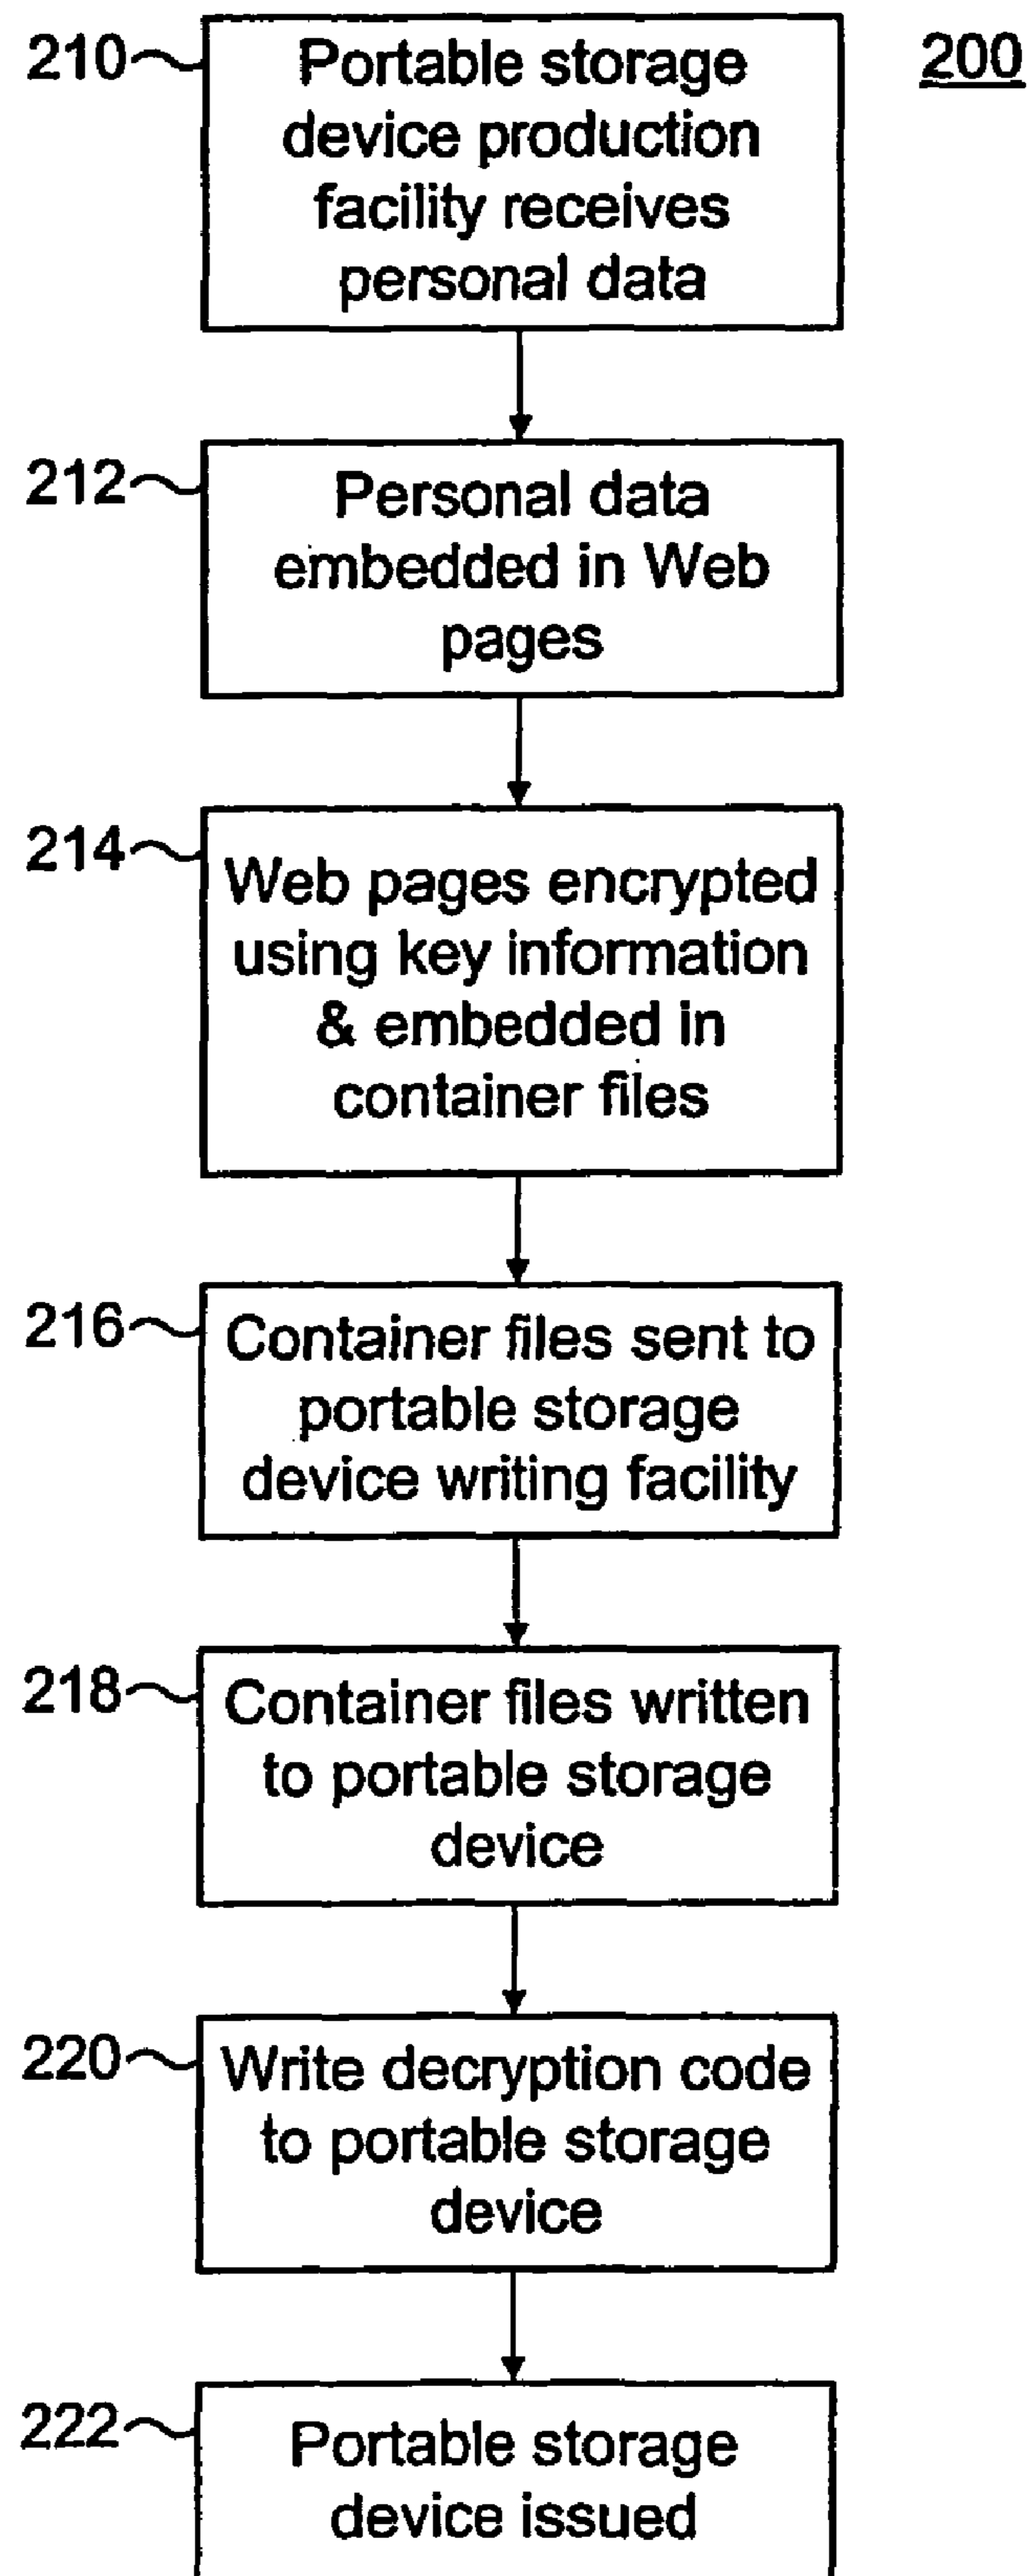 200
210
Portable storage
device production
facility receives
personal data
212
Personal data
embedded in Web
pages
214
Web pages encrypted
using key information
& embedded in
container files
216
Container files sent to
portable storage
device writing facility
218
Container files written
to portable storage
device
220
Write decryption code
to portable storage
device
222
Portable storage
device issued